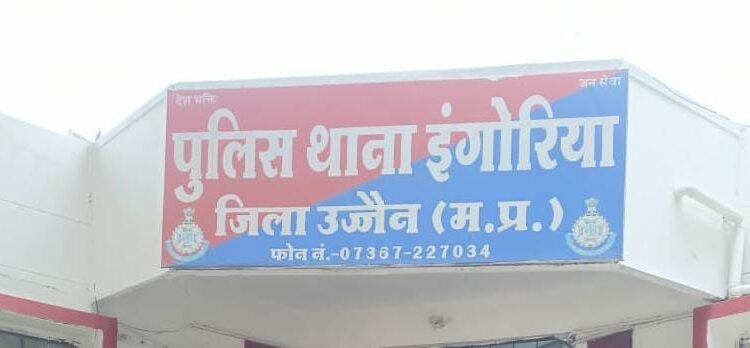 देश भक्ति जन सेवा
पुलिस थाना इंगोरिया
जिला उज्जैन (म.प्र.)
फोन नं.-07367-227034